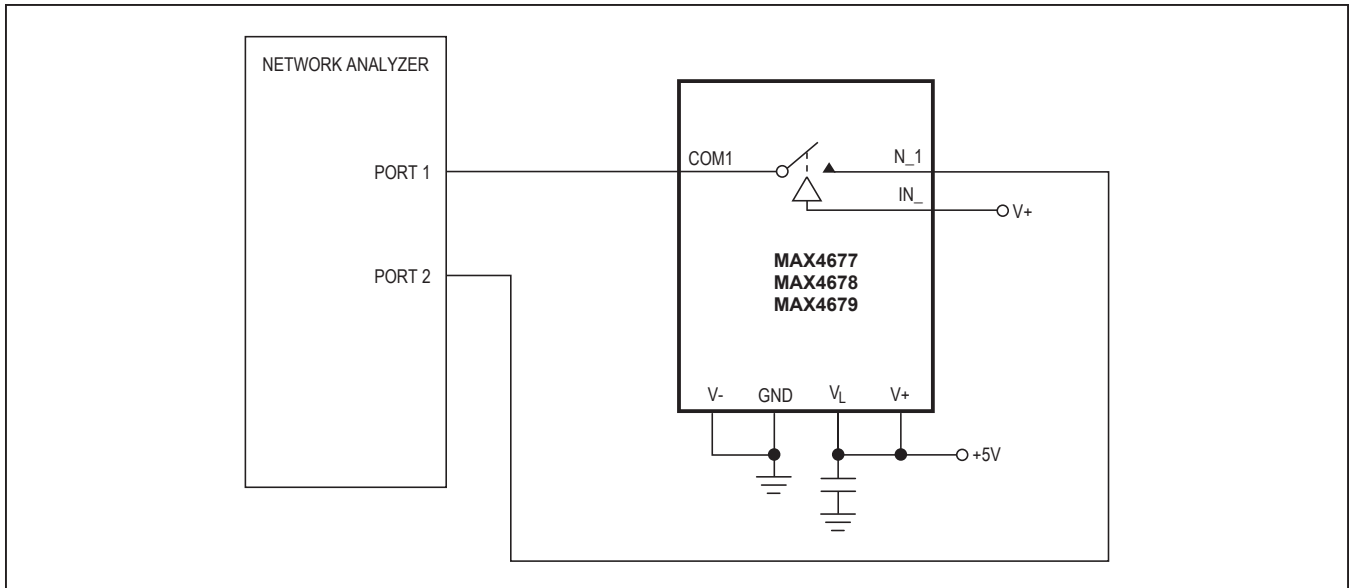 NETWORK ANALYZER
PORT 1
PORT 2
COM1
N_1
IN_
V+
MAX4677
MAX4678
MAX4679
V-
GND
VL
V+
+5V